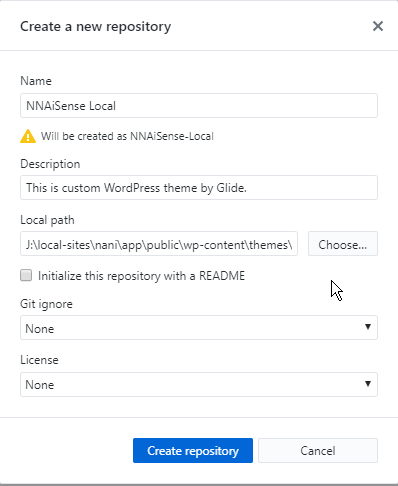 Create a new repository
Name
NNAiSense Local
Will be created as NNAiSense-Local
Description
This is custom WordPress theme by Glide.
Local path
J:\local-sites\nani\app\public\wp-content\themes\
Choose...
Initialize this repository with a README
Git ignore
None
License
None
Create repository
Cancel